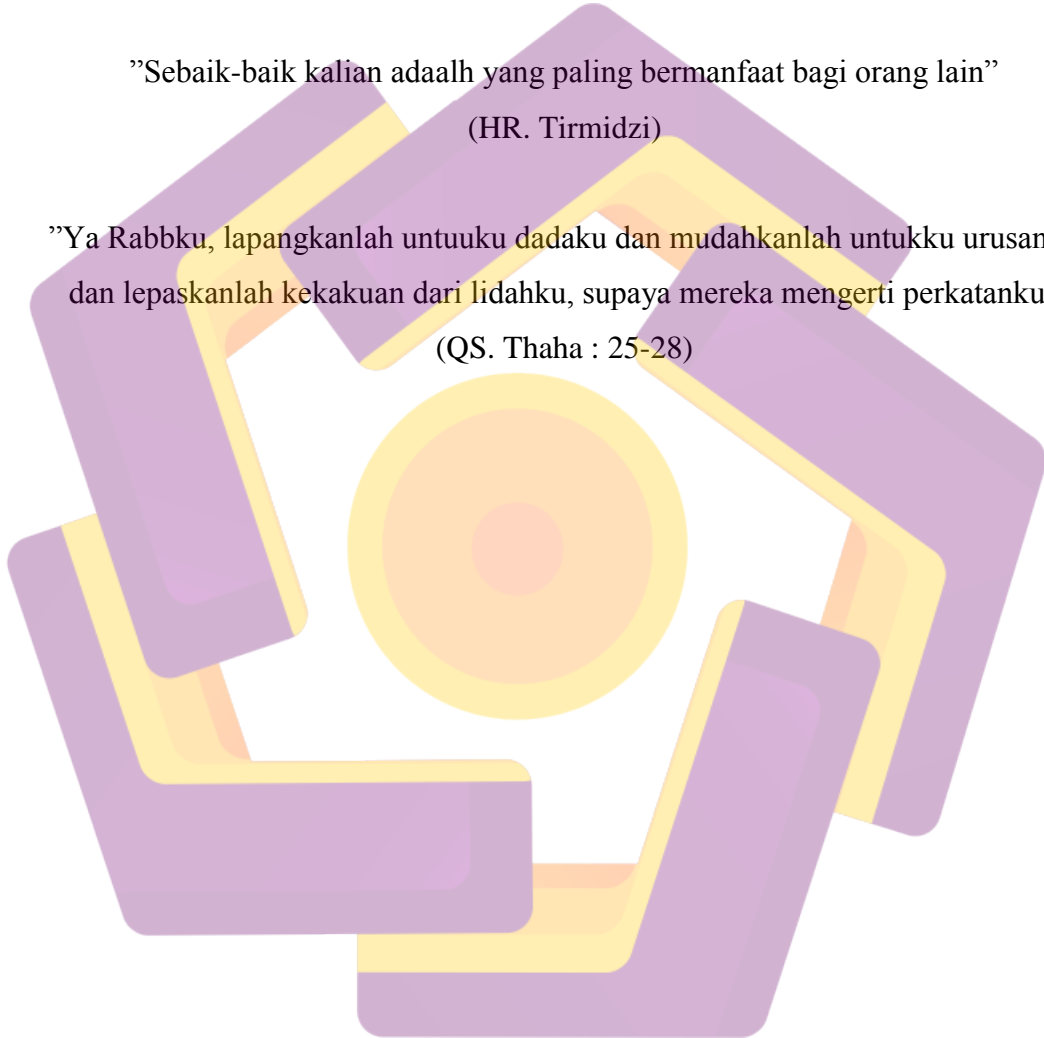 ”Sebaik-baik kalian adaalh yang paling bermanfaat bagi orang lain”
(HR. Tirmidzi)
”Ya Rabbku, lapangkanlah untuuku dadaku dan mudahkanlah untukku urusan
dan lepaskanlah kekakuan dari lidahku, supaya mereka mengerti perkatanku
(QS. Thaha : 25-28)